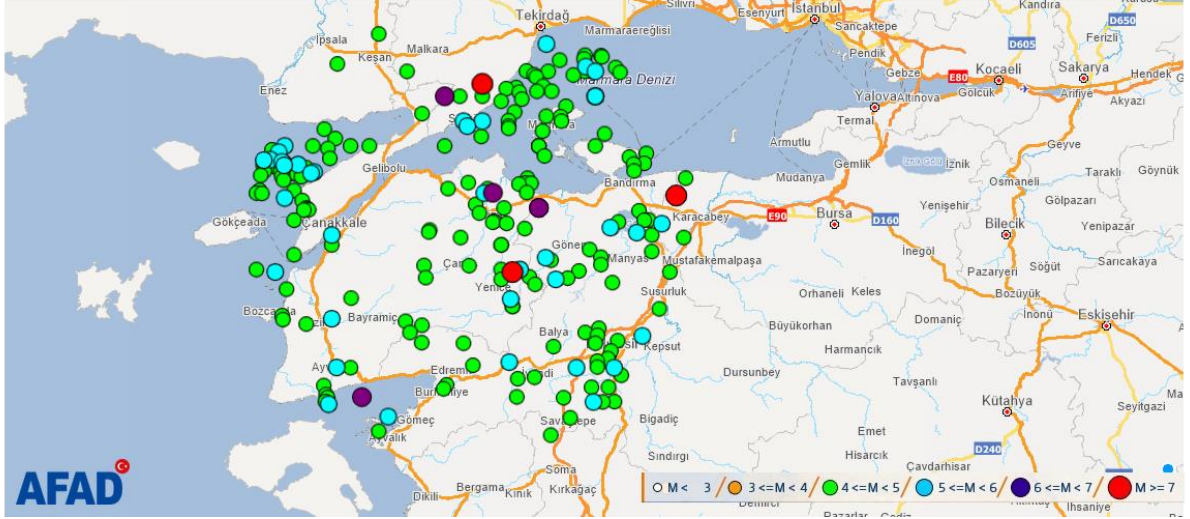 Silivri
Kandıra
Tekirdağ
Esenyurt
İstanbul
D650
İpsala
Malkara
Marmaraereğlisi
Sancaktepe
Ferizli
Keşan
Pendik
D605
Kocaeli
Sakarya
Hendek
Enez
Marmara Denizi
Gebze
E80
Yalova
Altınova
Gölcük
Arifiye
Akyazı
Termal
Geyve
Gelibolu
Armutlu
Gemlik
İznik Gölü
İznik
Taraklı
Göynük
Bandırma
Mudanya
Osmaneli
Gökçeada
Çanakkale
Karacabey
E90
Bursa
D160
Yenişehir
Gölpazarı
Bilecik
Yenipazar
Gönen
Manyas
Mustafakemalpaşa
İnegöl
Sarıcakaya
Pazaryeri
Söğüt
Yenice
Susurluk
Orhaneli
Keles
Bozüyük
Bayramiç
Domaniç
İnönü
Eskişehir
Balya
Büyükorhan
Kepsut
Harmancık
Dursunbey
Tavşanlı
Kütahya
Seyitgazi
Gömeç
Ayvalık
Bigadiç
Emet
D240
Soma
Sındırgı
Hisarcık
Çavdarhisar
AFAD
M < 3 / 3 <=M < 4 / 4 <=M < 5 / 5 <=M < 6 / 6 <=M < 7 / M >= 7
Dikili
Bergama
Kınık
Kırkağaç
İhsaniye